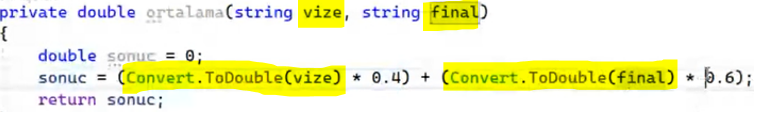 private double ortalama(string vize, string final)
{
double sonuc = 0;
sonuc = (Convert.ToDouble(vize) * 0.4) + (Convert.ToDouble(final) * 0.6);
return sonuc;